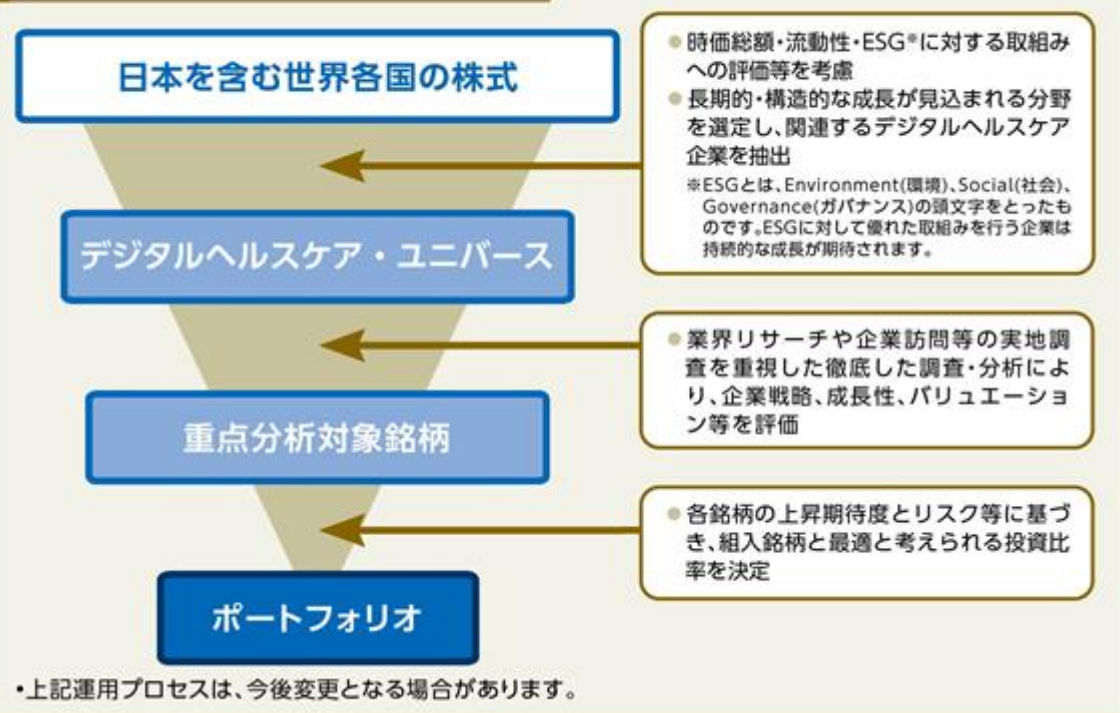 日本を含む世界各国の株式
●時価総額・流動性・ESG※に対する取組み
への評価等を考慮
●長期的・構造的な成長が見込まれる分野
を選定し、関連するデジタルヘルスケア
企業を抽出
※ESGとは、Environment(環境)、Social(社会)、
Governance(ガバナンス)の頭文字をとったも
のです。ESGに対して優れた取組みを行う企業は
持続的な成長が期待されます。
デジタルヘルスケア・ユニバース
●業界リサーチや企業訪問等の実地調
査を重視した徹底した調査・分析によ
り、企業戦略、成長性、バリュエーショ
ン等を評価
重点分析対象銘柄
●各銘柄の上昇期待度とリスク等に基づ
き、組入銘柄と最適と考えられる投資比
率を決定
ポートフォリオ
・上記運用プロセスは、今後変更となる場合があります。